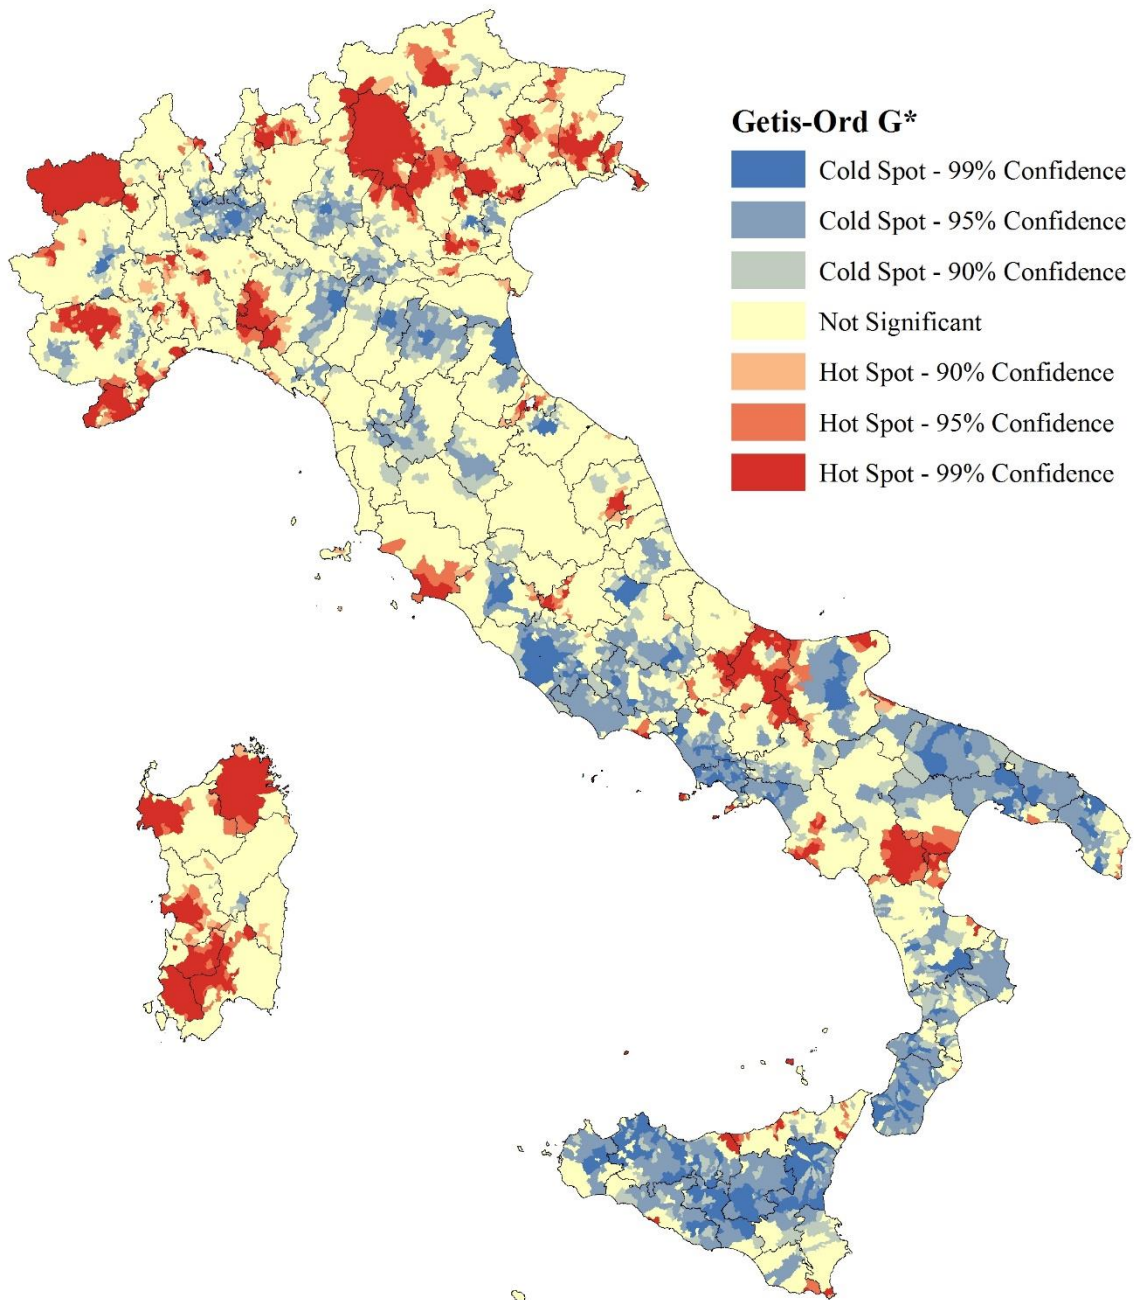 Getis-Ord G*
Cold Spot - 99% Confidence
Cold Spot - 95% Confidence
Cold Spot - 90% Confidence
Not Significant
Hot Spot - 90% Confidence
Hot Spot - 95% Confidence
Hot Spot - 99% Confidence